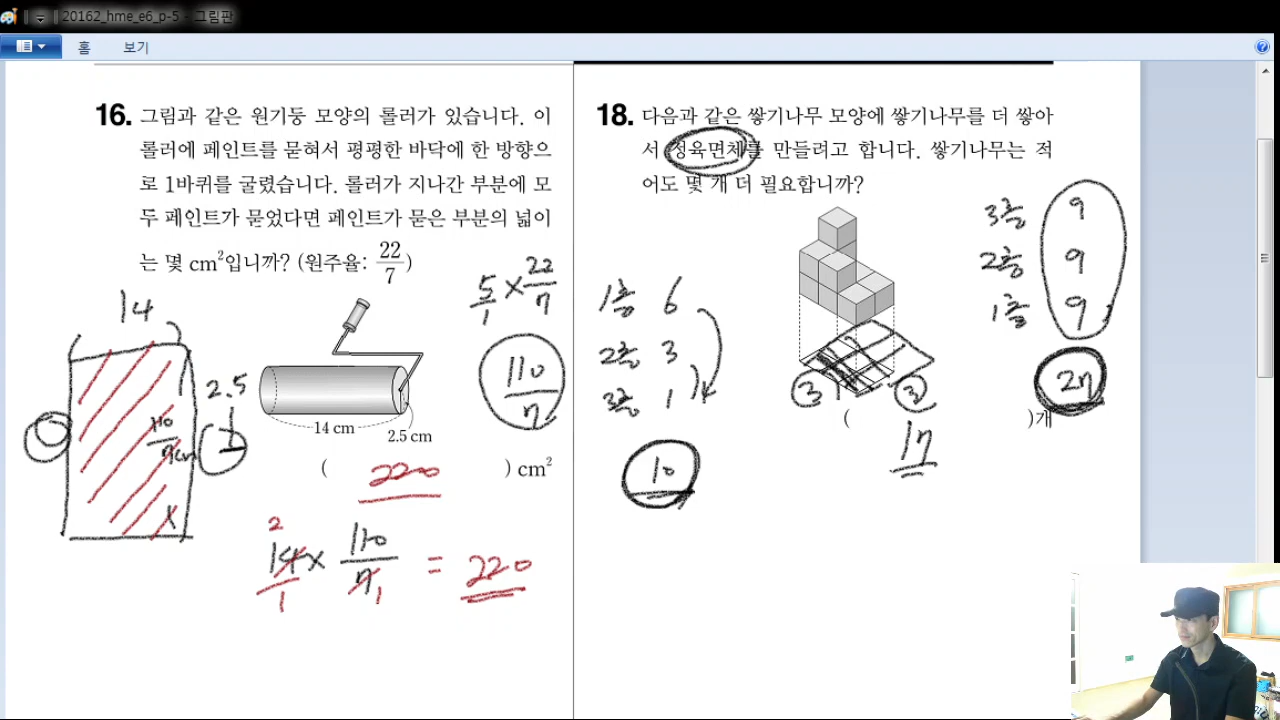 20162_hme_e6_p-5 - 그림판
홈 보기
16. 그림과 같은 원기둥 모양의 롤러가 있습니다. 이
롤러에 페인트를 묻혀서 평평한 바닥에 한 방향으
로 1바퀴를 굴렸습니다. 롤러가 지나간 부분에 모
두 페인트가 묻었다면 페인트가 묻은 부분의 넓이
는 몇 cm²입니까? (원주율: 22/7)
14
5/1 × 22/7
110/7
2.5
110/7 cm
14 cm
2.5 cm
( 220 ) cm²
2
14/1 × 110/7 1 = 220
18. 다음과 같은 쌓기나무 모양에 쌓기나무를 더 쌓아
서 정육면체를 만들려고 합니다. 쌓기나무는 적
어도 몇 개 더 필요합니까?
3층 9
2층 9
1층 9
27
1층 6
2층 3
3층 1
10
3 3
( )개
17